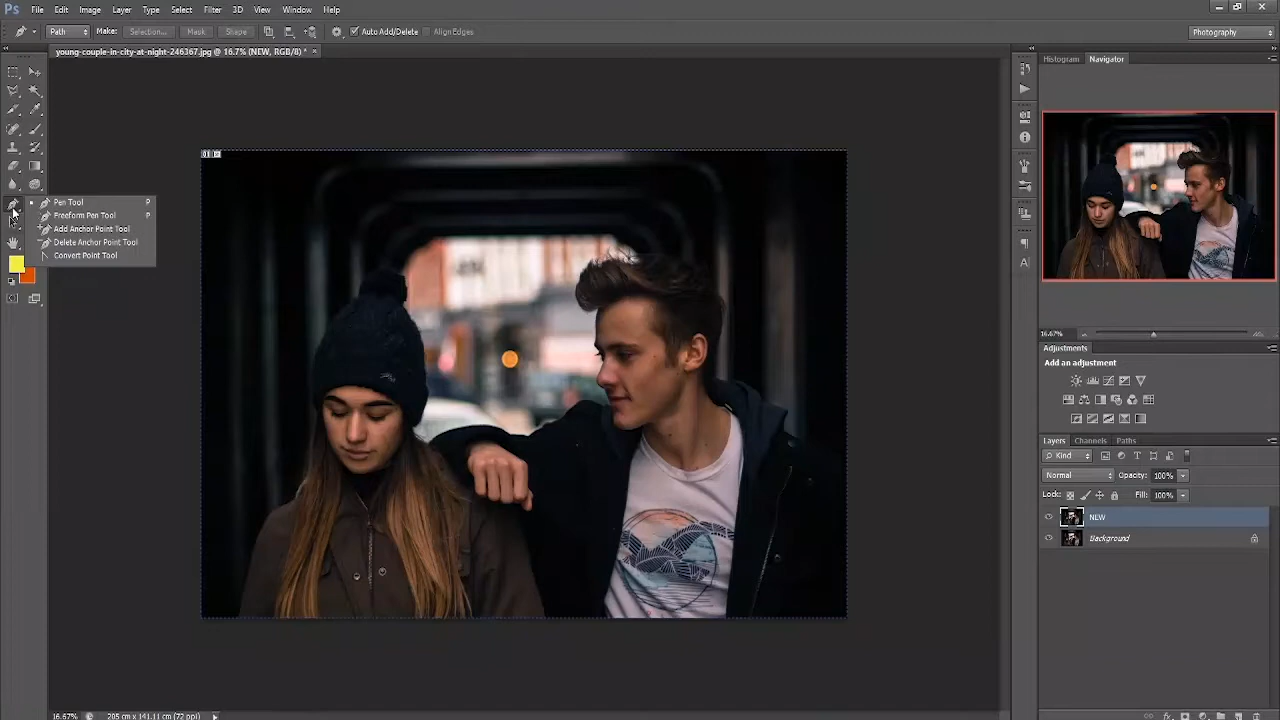 Ps File Edit Image Layer Type Select Filter 3D View Window Help
Path Make: Selection... Mask Shape Auto Add/Delete Align Edges Photography
young-couple-in-city-at-night-246367.jpg @ 16.7% (NEW, RGB/8) *
Histogram Navigator
01
Pen Tool P
Freeform Pen Tool P
Add Anchor Point Tool
Delete Anchor Point Tool
Convert Point Tool
16.67%
Adjustments
Add an adjustment
Layers Channels Paths
Kind
Normal Opacity: 100%
Lock: Fill: 100%
NEW
Background
16.67% 205 cm x 141.11 cm (72 ppi)